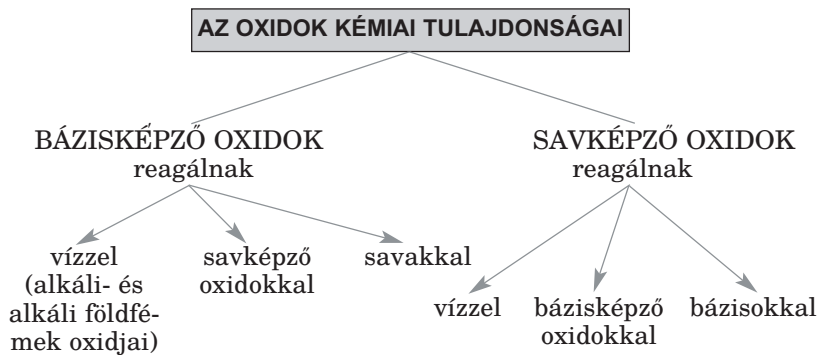 AZ OXIDOK KÉMIAI TULAJDONSÁGAI
BÁZISKÉPZŐ OXIDOK
reagálnak
SAVKÉPZŐ OXIDOK
reagálnak
vízzel
(alkáli- és
alkáli földfé-
mek oxidjai)
savképző
oxidokkal
savakkal
vízzel
bázisképző
oxidokkal
bázisokkal